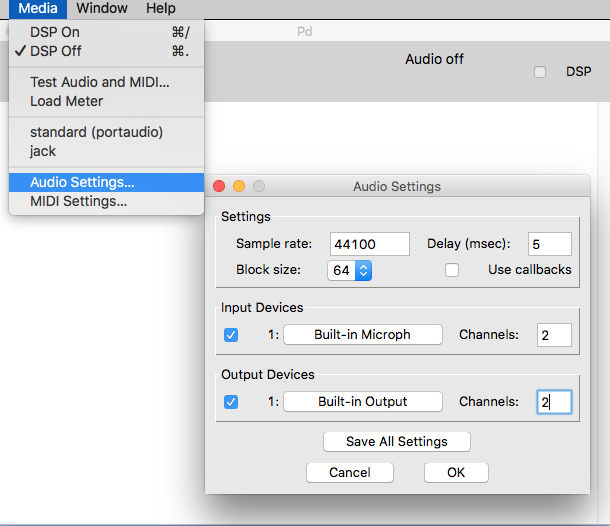 Media Window Help
Pd
DSP On ⌘/
✓ DSP Off ⌘.
Audio off
DSP
Test Audio and MIDI...
Load Meter
standard (portaudio)
jack
Audio Settings...
MIDI Settings...
Audio Settings
Settings
Sample rate: 44100 Delay (msec): 5
Block size: 64 Use callbacks
Input Devices
1: Built-in Microph Channels: 2
Output Devices
1: Built-in Output Channels: 2
Save All Settings
Cancel OK